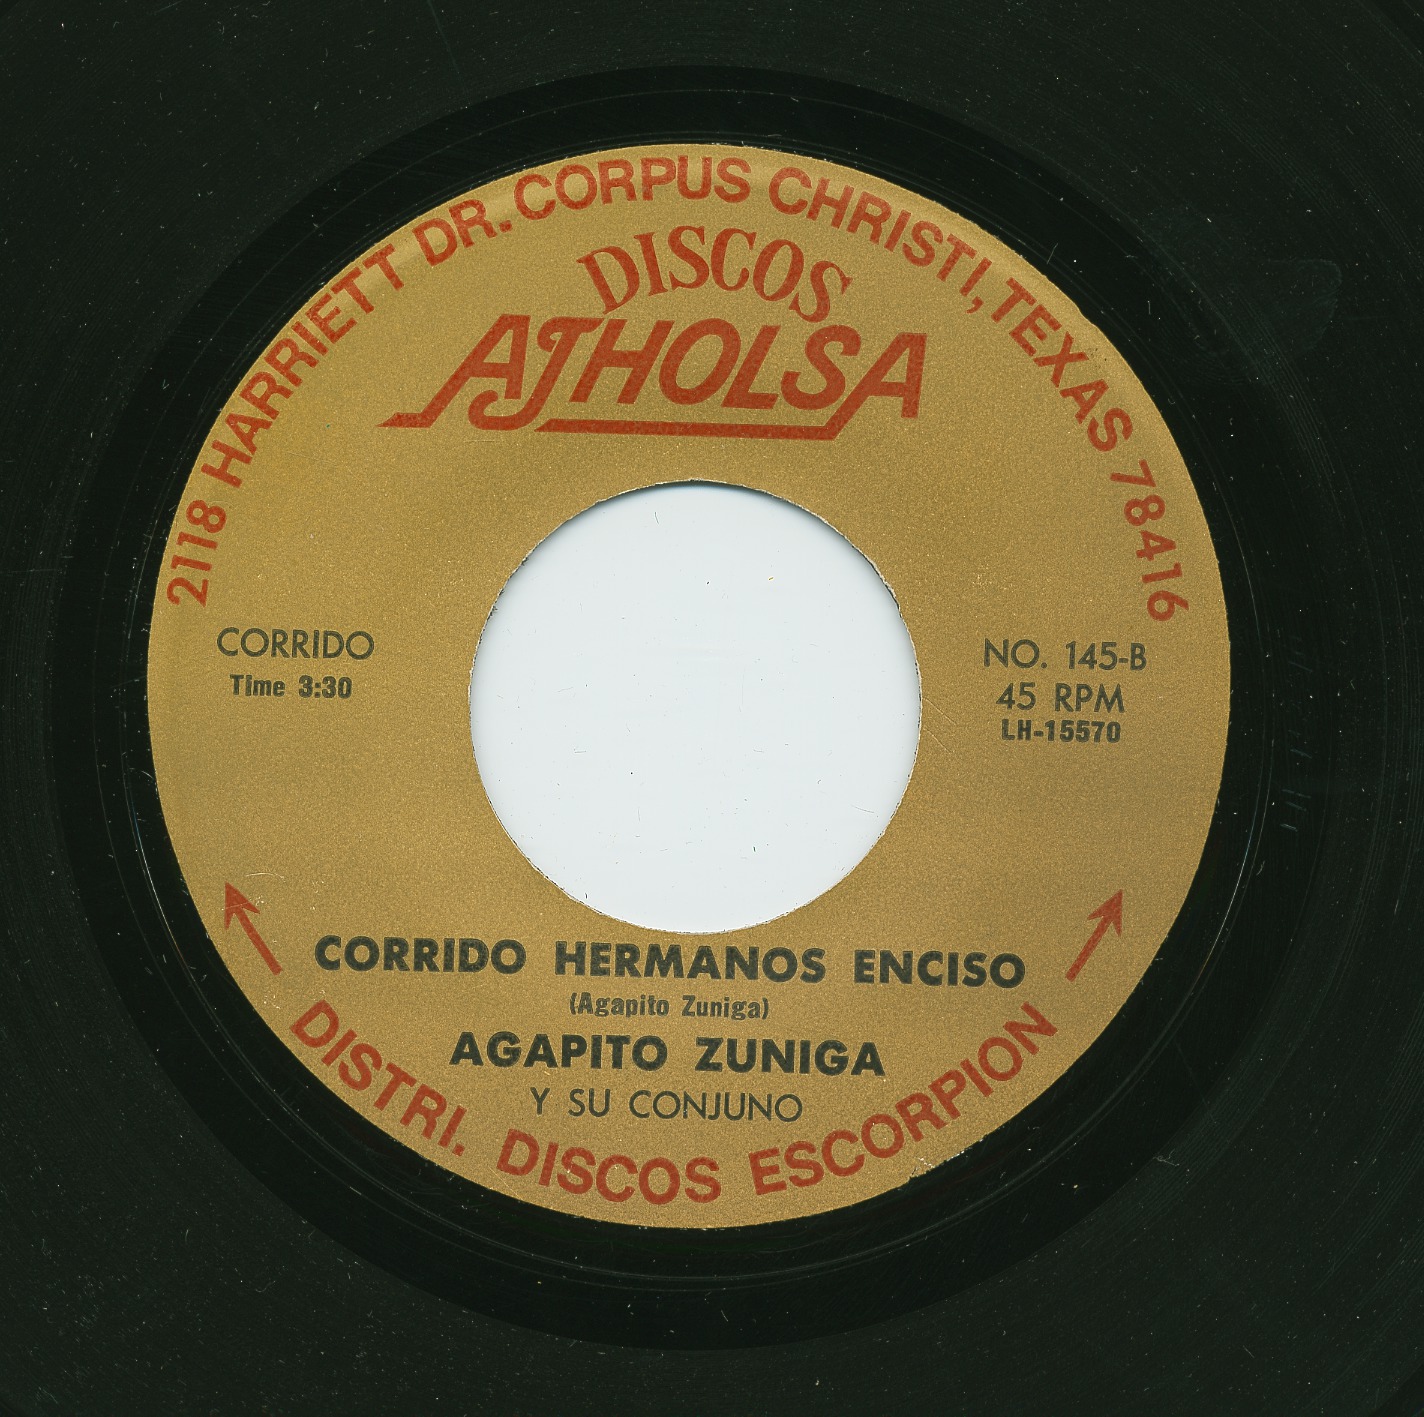 2118 HARRIETT DR. CORPUS CHRISTI, TEXAS 78416
DISCOS
AJHOLSA
CORRIDO
Time 3:30
NO. 145-B
45 RPM
LH-15570
CORRIDO HERMANOS ENCISO
(Agapito Zuniga)
AGAPITO ZUNIGA
Y SU CONJUNO
DISTRI. DISCOS ESCORPION